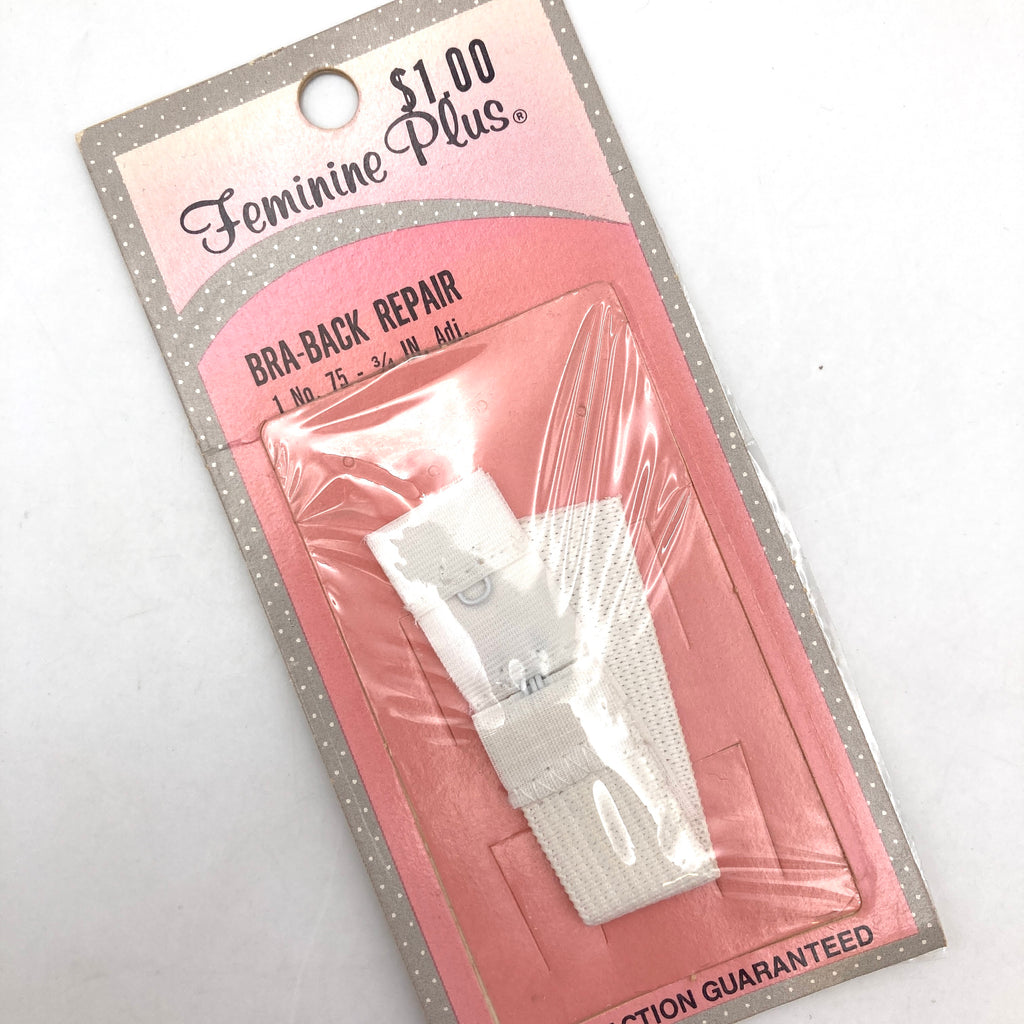 $1.00
Feminine Plus®
BRA-BACK REPAIR
1 No. 75 - ¾ IN. Adj.
ACTION GUARANTEED